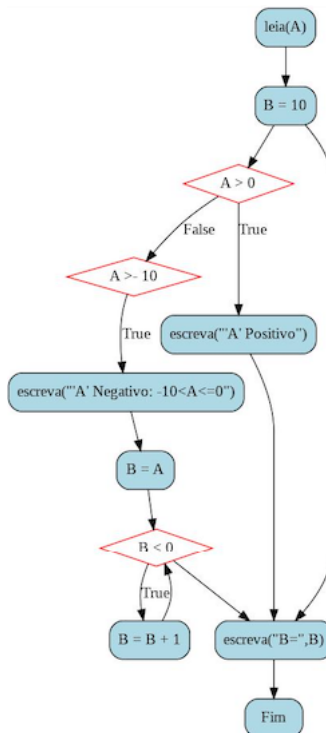 leia(A)
B = 10
A > 0
False
True
A >- 10
escreva("'A' Positivo")
True
escreva("'A' Negativo: -10<A<=0")
B = A
B < 0
True
B = B + 1
escreva("B=",B)
Fim